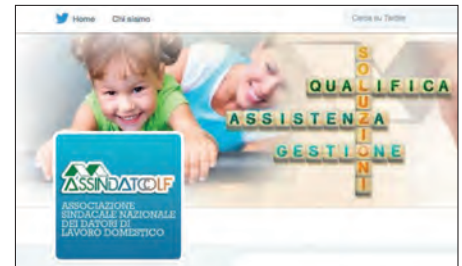 Home Chi siamo Cerca su Twitter
SOLUZIONI
QUALIFICA
ASSISTENZA
GESTIONE
ASSINDATCOLF
ASSOCIAZIONE
SINDACALE NAZIONALE
DEI DATORI DI
LAVORO DOMESTICO